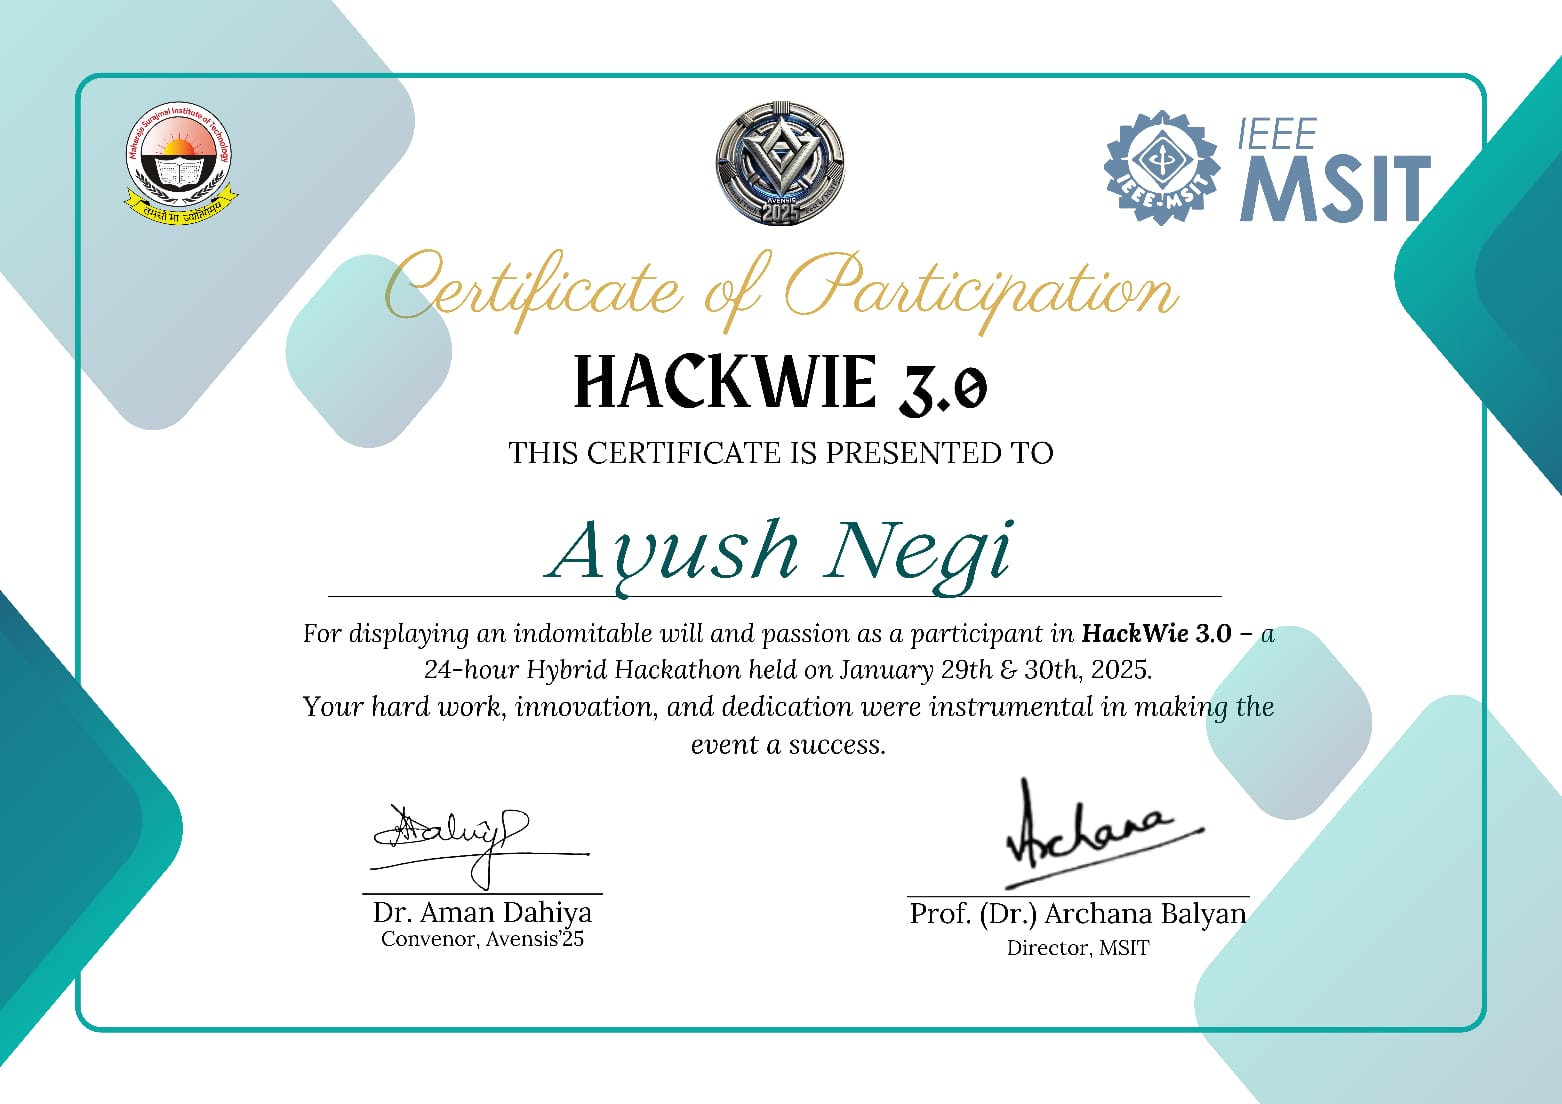 Maharaja Surajmal Institute of Technology
तमसो मा ज्योतिर्गमय
AVENSIS
2025
IEEE-MSIT
IEEE
MSIT
Certificate of Participation
HACKWIE 3.0
THIS CERTIFICATE IS PRESENTED TO
Ayush Negi
For displaying an indomitable will and passion as a participant in HackWie 3.0 – a
24-hour Hybrid Hackathon held on January 29th & 30th, 2025.
Your hard work, innovation, and dedication were instrumental in making the
event a success.
Archana
Dr. Aman Dahiya
Convenor, Avensis'25
Prof. (Dr.) Archana Balyan
Director, MSIT